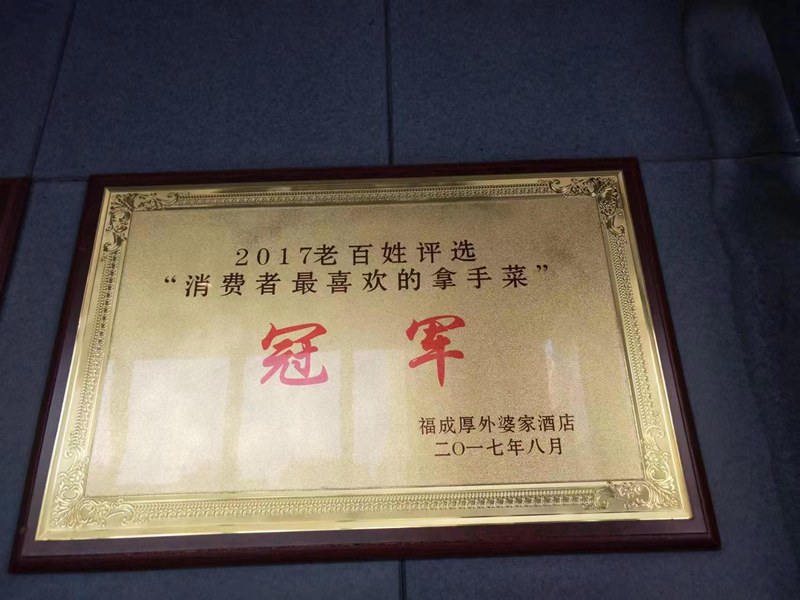 2017老百姓评选
“消费者最喜欢的拿手菜”
冠军
福成厚外婆家酒店
二〇一七年八月